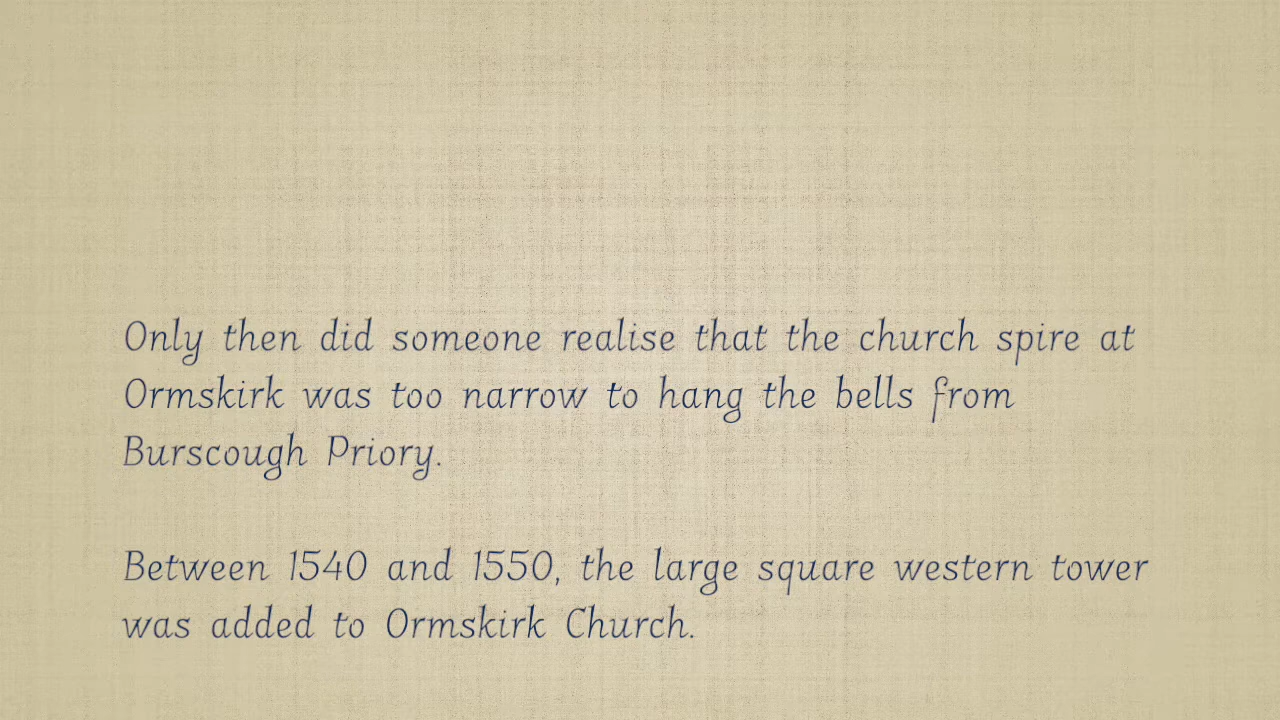 Only then did someone realise that the church spire at
Ormskirk was too narrow to hang the bells from
Burscough Priory.
Between 1540 and 1550, the large square western tower
was added to Ormskirk Church.